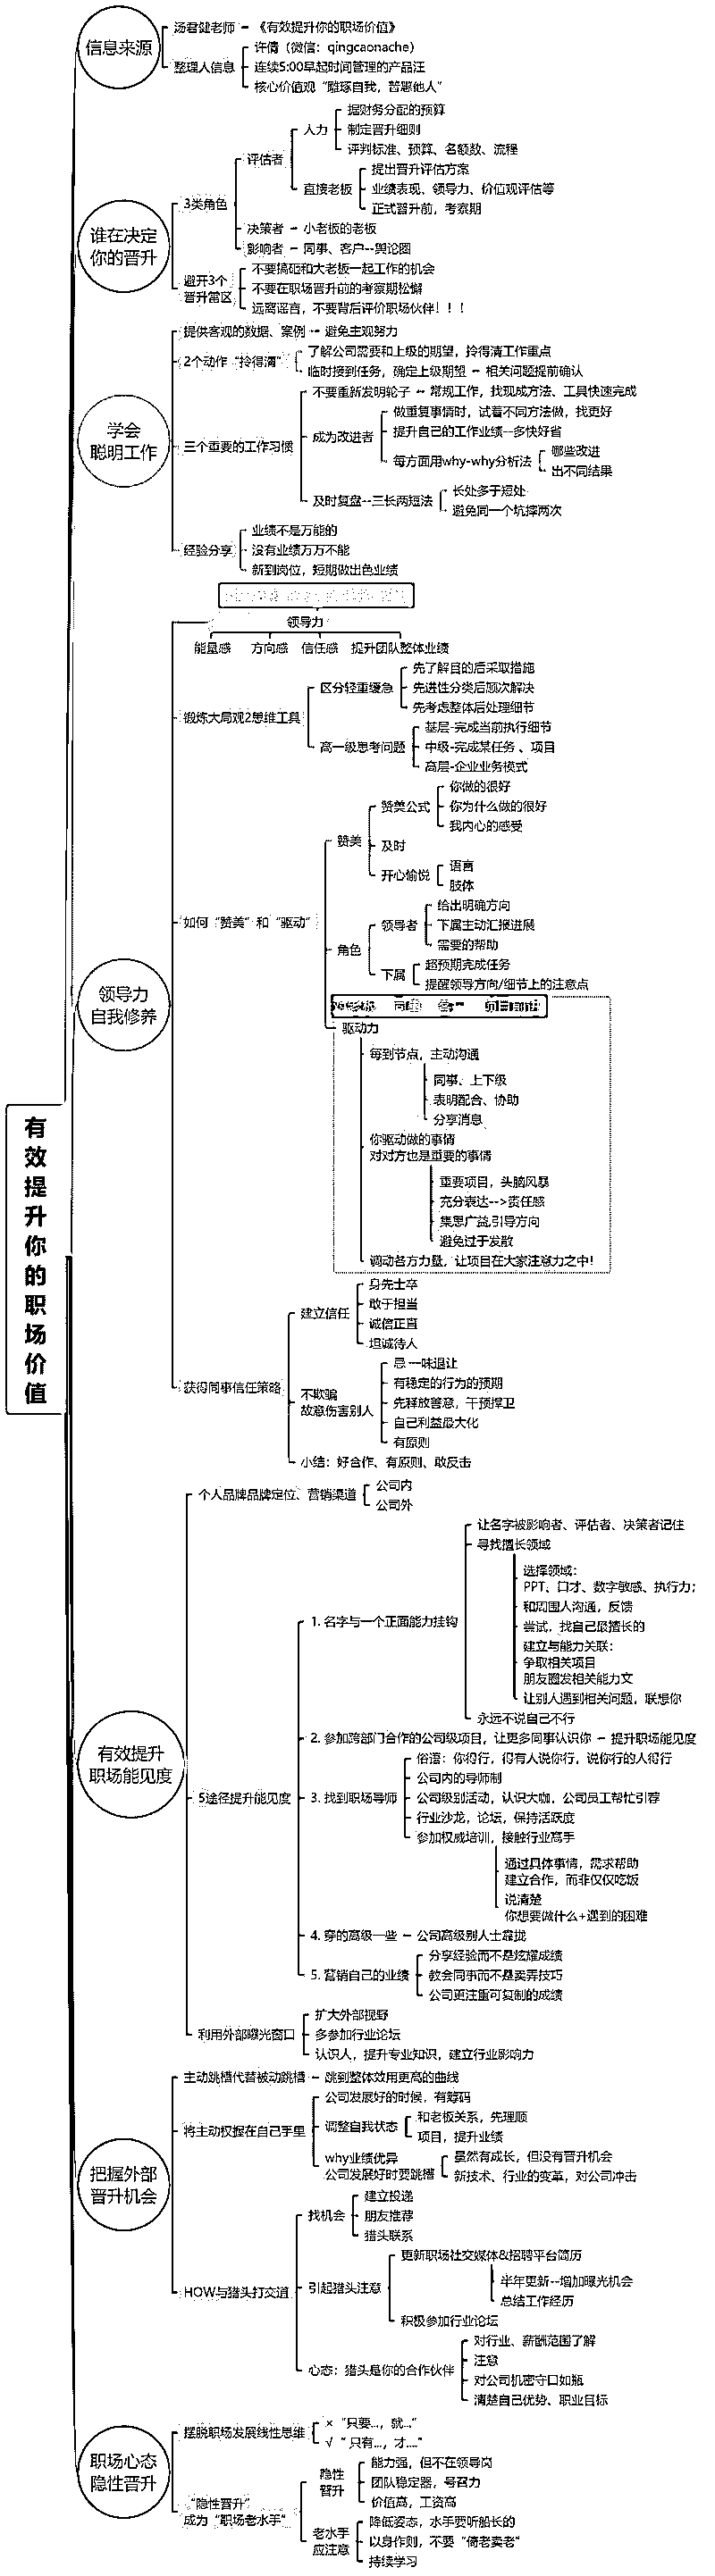 有效提升你的职场价值
信息来源
汤君健老师 - 《有效提升你的职场价值》
整理人信息
许倩（微信：qingcaonache）
连续5:00早起时间管理的产品汪
核心价值观“雕琢自我，普惠他人”
谁在决定
你的晋升
3类角色
评估者
人力
据财务分配的预算
制定晋升细则
评判标准、预算、名额数、流程
直接老板
提出晋升评估方案
业绩表现、领导力、价值观评估等
正式晋升前，考察期
决策者 - 小老板的老板
影响者 - 同事、客户--舆论圈
避开3个
晋升雷区
不要搞砸和大老板一起工作的机会
不要在职场晋升前的考察期松懈
远离谣言，不要背后评价职场伙伴！！！
学会
聪明工作
提供客观的数据、案例 - 避免主观努力
2个动作“拎得清”
了解公司需要和上级的期望，拎得清工作重点
临时接到任务，确定上级期望 - 相关问题提前确认
三个重要的工作习惯
不要重新发明轮子 - 常规工作，找现成方法、工具快速完成
成为改进者
做重复事情时，试着不同方法做，找更好
提升自己的工作业绩--多快好省
每方面用why-why分析法
哪些改进
出不同结果
及时复盘--三长两短法
长处多于短处
避免同一个坑摔两次
经验分享
业绩不是万能的
没有业绩万万不能
新到岗位，短期做出色业绩
领导力
自我修养
领导力
能量感 方向感 信任感 提升团队整体业绩
锻炼大局观2思维工具
区分轻重缓急
先了解目的后采取措施
先进性分类后顺次解决
先考虑整体后处理细节
高一级思考问题
基层-完成当前执行细节
中级-完成某任务、项目
高层-企业业务模式
如何“赞美”和“驱动”
赞美
赞美公式
你做的很好
你为什么做的很好
我内心的感受
及时
开心愉悦
语言
肢体
角色
领导者
给出明确方向
下属主动汇报进展
需要的帮助
下属
超预期完成任务
提醒领导方向/细节上的注意点
驱动力
每到节点，主动沟通
同事、上下级
表明配合、协助
分享消息
你驱动做的事情
对对方也是重要的事情
重要项目，头脑风暴
充分表达-->责任感
集思广益,引导方向
避免过于发散
调动各方力量，让项目在大家注意力之中！
获得同事信任策略
建立信任
身先士卒
敢于担当
诚信正直
坦诚待人
不欺骗
故意伤害别人
忌一味退让
有稳定的行为的预期
先释放善意，干预捍卫
自己利益最大化
有原则
小结：好合作、有原则、敢反击
有效提升
职场能见度
个人品牌品牌定位、营销渠道
公司内
公司外
5途径提升能见度
1. 名字与一个正面能力挂钩
让名字被影响者、评估者、决策者记住
寻找擅长领域
选择领域：
PPT、口才、数字敏感、执行力；
和周围人沟通，反馈
尝试，找自己最擅长的
建立与能力关联：
争取相关项目
朋友圈发相关能力文
让别人遇到相关问题，联想你
永远不说自己不行
2. 参加跨部门合作的公司级项目，让更多同事认识你 - 提升职场能见度
3. 找到职场导师
俗语：你得行，得有人说你行，说你行的人得行
公司内的导师制
公司级别活动，认识大咖，公司员工帮忙引荐
行业沙龙，论坛，保持活跃度
参加权威培训，接触行业高手
通过具体事情，需求帮助
建立合作，而非仅仅吃饭
说清楚
你想要做什么+遇到的困难
4. 穿的高级一些 - 公司高级别人士靠拢
5. 营销自己的业绩
分享经验而不是炫耀成绩
教会同事而不是卖弄技巧
公司更注重可复制的成绩
利用外部曝光窗口
扩大外部视野
多参加行业论坛
认识人，提升专业知识，建立行业影响力
把握外部
晋升机会
主动跳槽代替被动跳槽 - 跳到整体效用更高的曲线
将主动权握在自己手里
公司发展好的时候，有筹码
调整自我状态
和老板关系，先理顺
项目，提升业绩
why业绩优异
公司发展好时要跳槽
虽然有成长，但没有晋升机会
新技术、行业的变革，对公司冲击
HOW与猎头打交道
找机会
建立投递
朋友推荐
猎头联系
引起猎头注意
更新职场社交媒体&招聘平台简历
半年更新--增加曝光机会
总结工作经历
积极参加行业论坛
心态：猎头是你的合作伙伴
对行业、薪酬范围了解
注意
对公司机密守口如瓶
清楚自己优势、职业目标
职场心态
隐性晋升
摆脱职场发展线性思维
×“只要...，就...”
√“只有...，才....”
“隐性晋升”
成为“职场老水手”
隐性
晋升
能力强，但不在领导岗
团队稳定器，号召力
价值高，工资高
老水手
应注意
降低姿态，水手要听船长的
以身作则，不要“倚老卖老”
持续学习